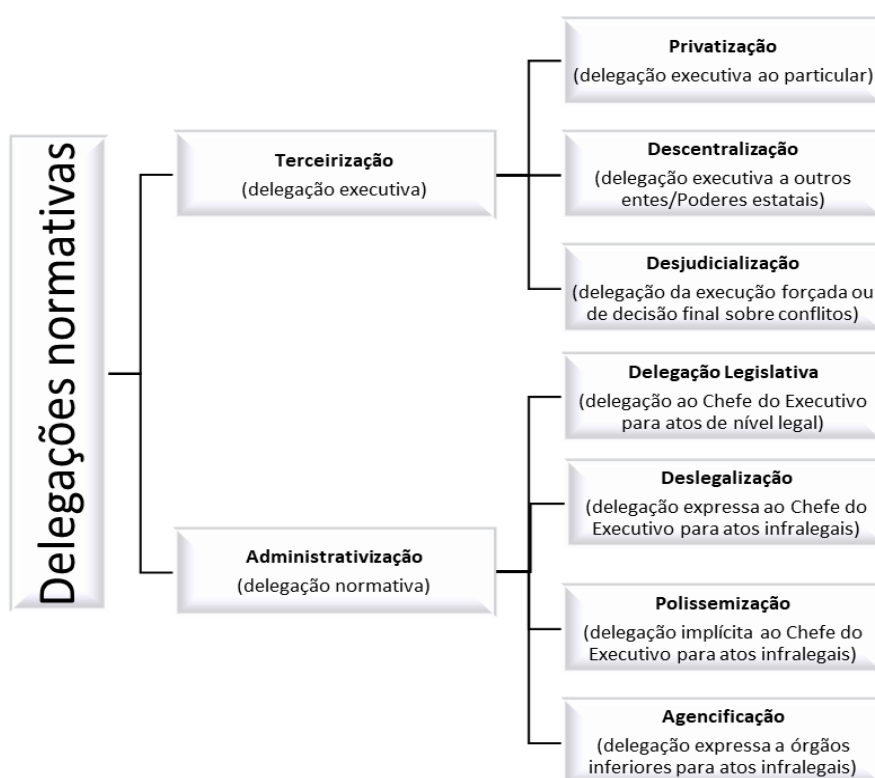 Delegações normativas
Terceirização
(delegação executiva)
Privatização
(delegação executiva ao particular)
Descentralização
(delegação executiva a outros
entes/Poderes estatais)
Desjudicialização
(delegação da execução forçada ou
de decisão final sobre conflitos)
Administrativização
(delegação normativa)
Delegação Legislativa
(delegação ao Chefe do Executivo
para atos de nível legal)
Deslegalização
(delegação expressa ao Chefe do
Executivo para atos infralegais)
Polissemização
(delegação implícita ao Chefe do
Executivo para atos infralegais)
Agencificação
(delegação expressa a órgãos
inferiores para atos infralegais)